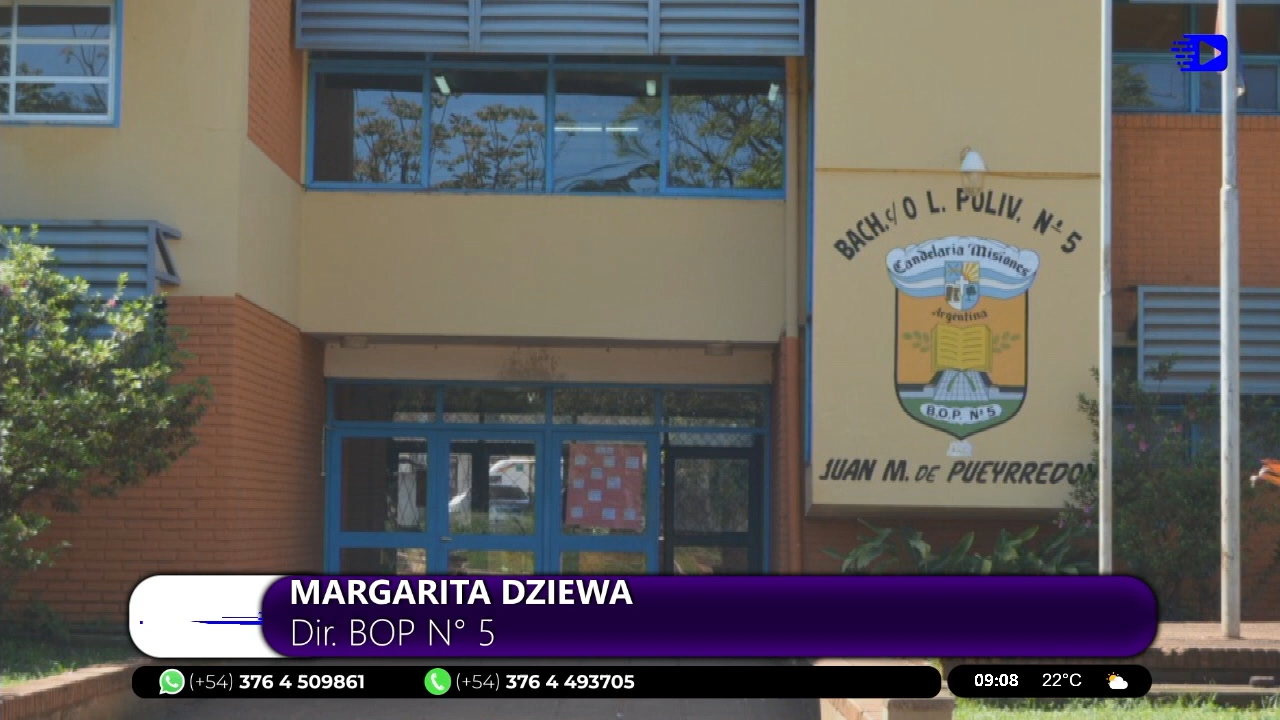 BACH. c/ O L. POLIV. Nº 5
Candelaria Misiones
Argentina
B.O.P. Nº 5
JUAN M. DE PUEYRREDON
MARGARITA DZIEWA
Dir. BOP N° 5
(+54) 376 4 509861
(+54) 376 4 493705
09:08
22°C